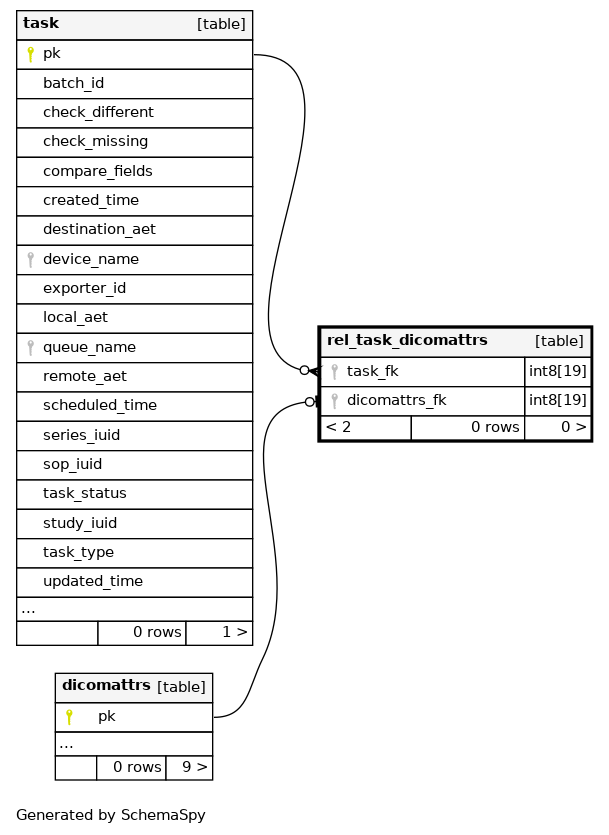 task [table]
pk
batch_id
check_different
check_missing
compare_fields
created_time
destination_aet
device_name
exporter_id
local_aet
queue_name
remote_aet
scheduled_time
series_iuid
sop_iuid
task_status
study_iuid
task_type
updated_time
...
0 rows 1 >
rel_task_dicomattrs [table]
task_fk int8[19]
dicomattrs_fk int8[19]
< 2 0 rows 0 >
dicomattrs [table]
pk
...
0 rows 9 >
Generated by SchemaSpy